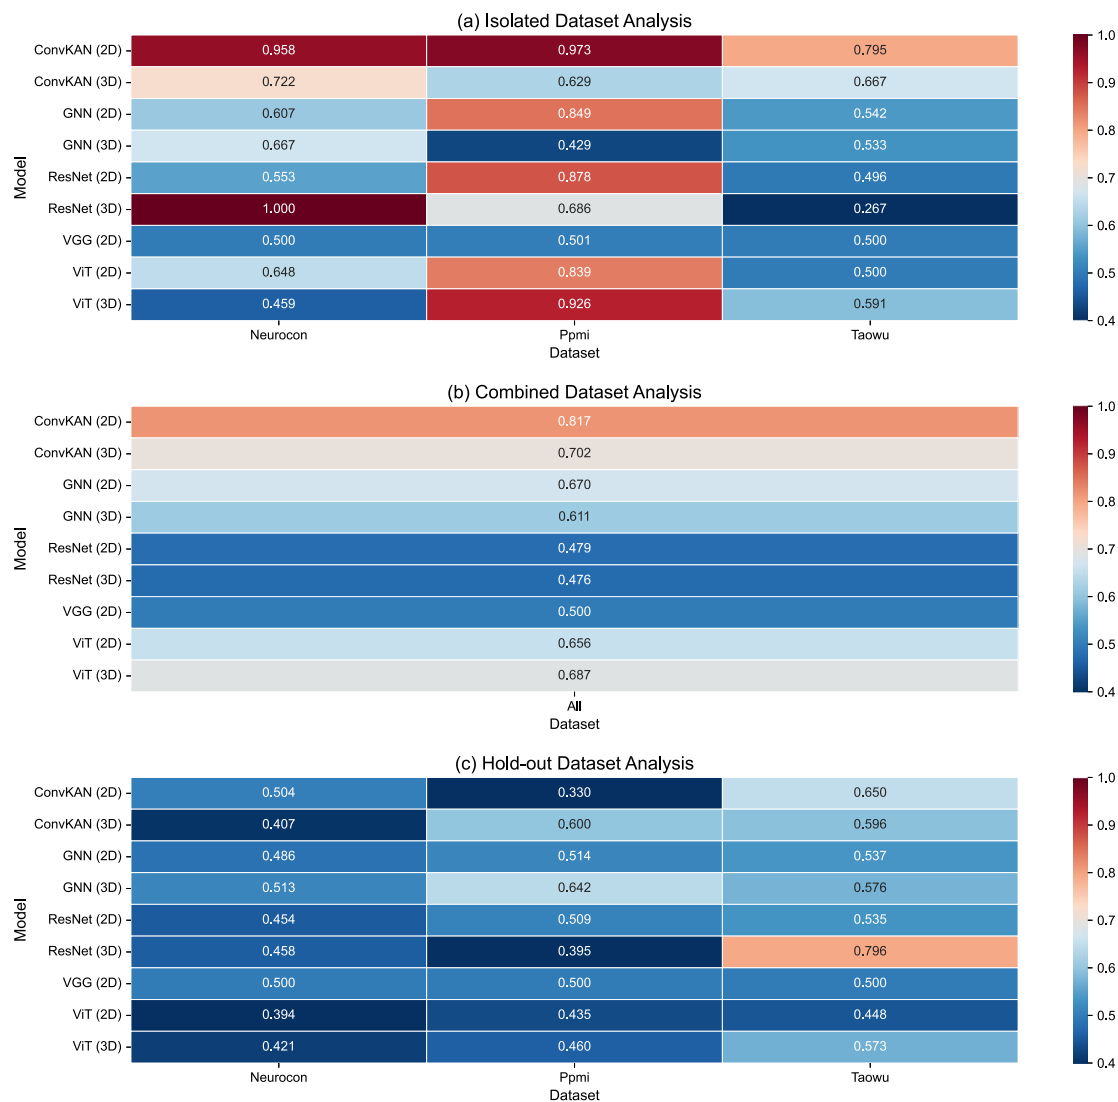 (a) Isolated Dataset Analysis
ConvKAN (2D) 0.958 0.973 0.795
ConvKAN (3D) 0.722 0.629 0.667
GNN (2D) 0.607 0.849 0.542
GNN (3D) 0.667 0.429 0.533
ResNet (2D) 0.553 0.878 0.496
ResNet (3D) 1.000 0.686 0.267
VGG (2D) 0.500 0.501 0.500
ViT (2D) 0.648 0.839 0.500
ViT (3D) 0.459 0.926 0.591
Model
Neurocon Ppmi Taowu
Dataset
1.0
0.9
0.8
0.7
0.6
0.5
0.4
(b) Combined Dataset Analysis
ConvKAN (2D) 0.817
ConvKAN (3D) 0.702
GNN (2D) 0.670
GNN (3D) 0.611
ResNet (2D) 0.479
ResNet (3D) 0.476
VGG (2D) 0.500
ViT (2D) 0.656
ViT (3D) 0.687
Model
All
Dataset
1.0
0.9
0.8
0.7
0.6
0.5
0.4
(c) Hold-out Dataset Analysis
ConvKAN (2D) 0.504 0.330 0.650
ConvKAN (3D) 0.407 0.600 0.596
GNN (2D) 0.486 0.514 0.537
GNN (3D) 0.513 0.642 0.576
ResNet (2D) 0.454 0.509 0.535
ResNet (3D) 0.458 0.395 0.796
VGG (2D) 0.500 0.500 0.500
ViT (2D) 0.394 0.435 0.448
ViT (3D) 0.421 0.460 0.573
Model
Neurocon Ppmi Taowu
Dataset
1.0
0.9
0.8
0.7
0.6
0.5
0.4